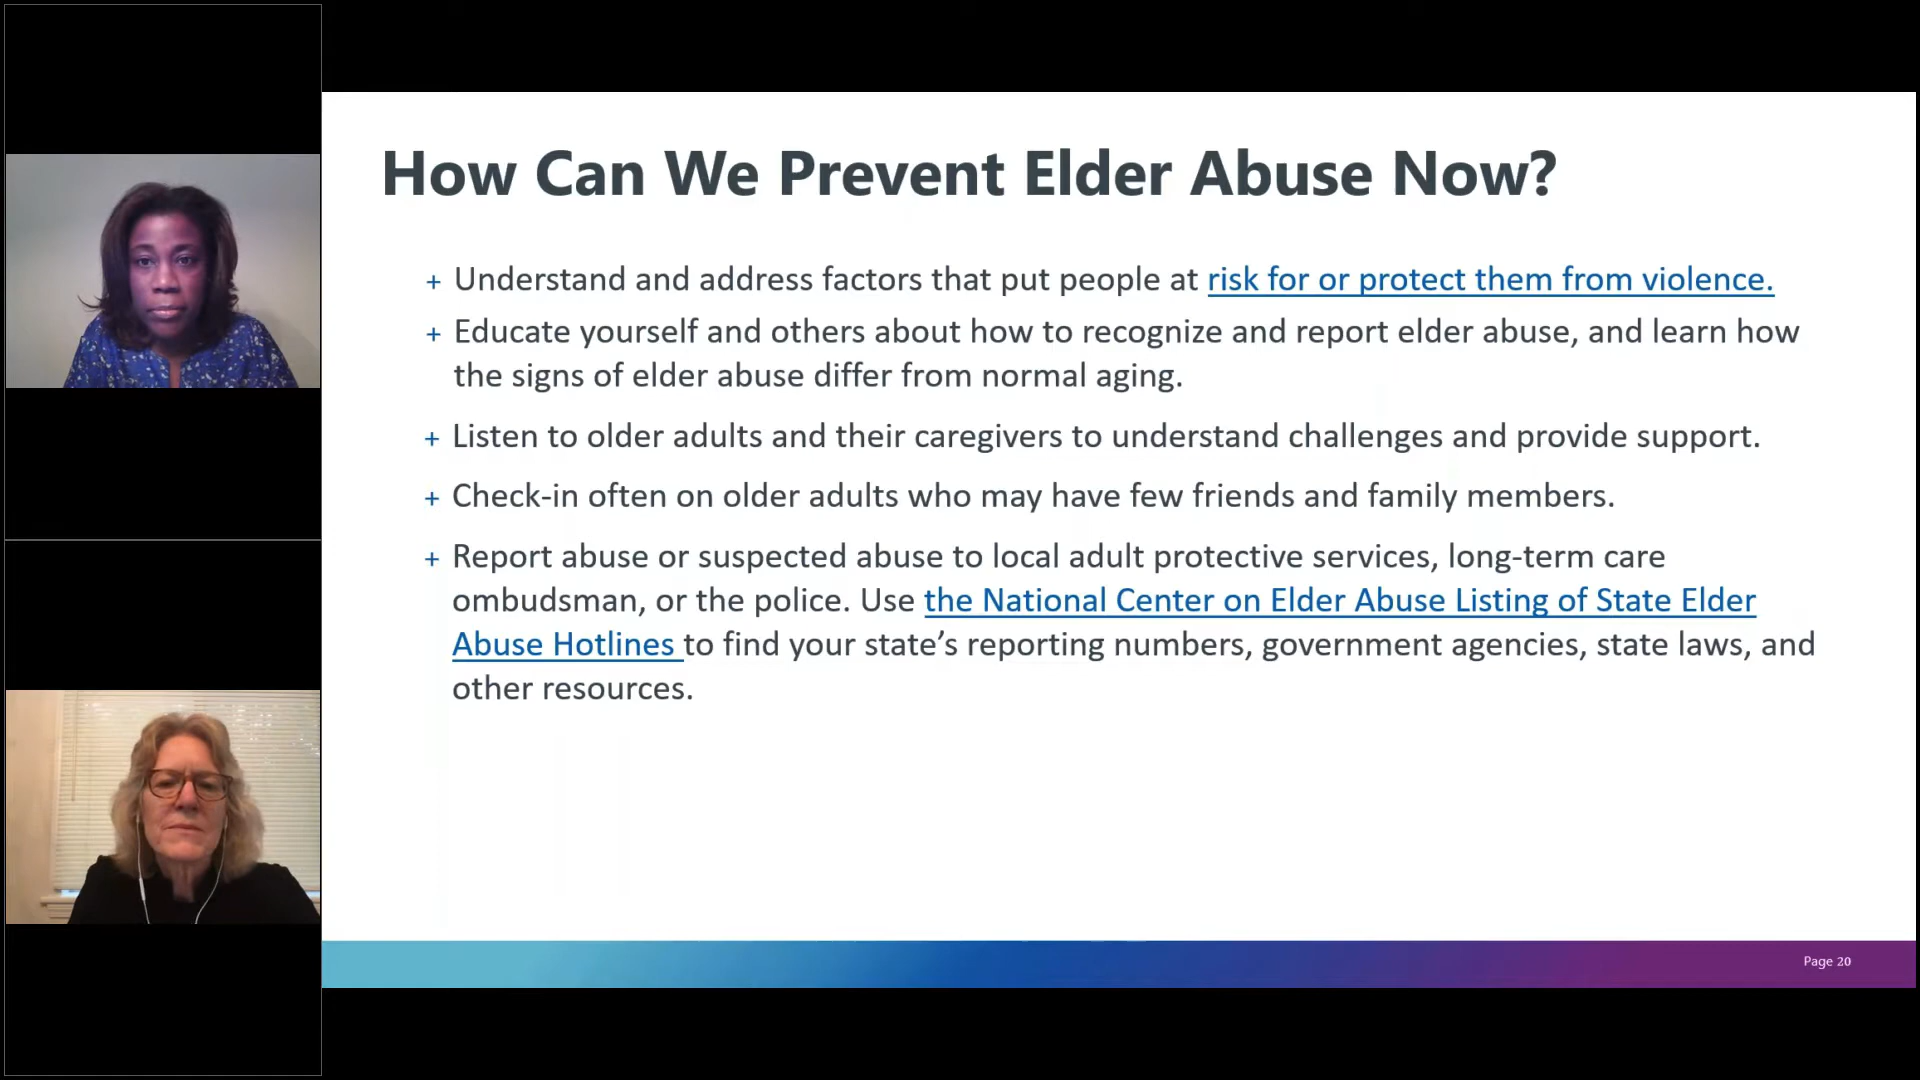 How Can We Prevent Elder Abuse Now?
+ Understand and address factors that put people at risk for or protect them from violence.
+ Educate yourself and others about how to recognize and report elder abuse, and learn how
the signs of elder abuse differ from normal aging.
+ Listen to older adults and their caregivers to understand challenges and provide support.
+ Check-in often on older adults who may have few friends and family members.
+ Report abuse or suspected abuse to local adult protective services, long-term care
ombudsman, or the police. Use the National Center on Elder Abuse Listing of State Elder
Abuse Hotlines to find your state’s reporting numbers, government agencies, state laws, and
other resources.
Page 20